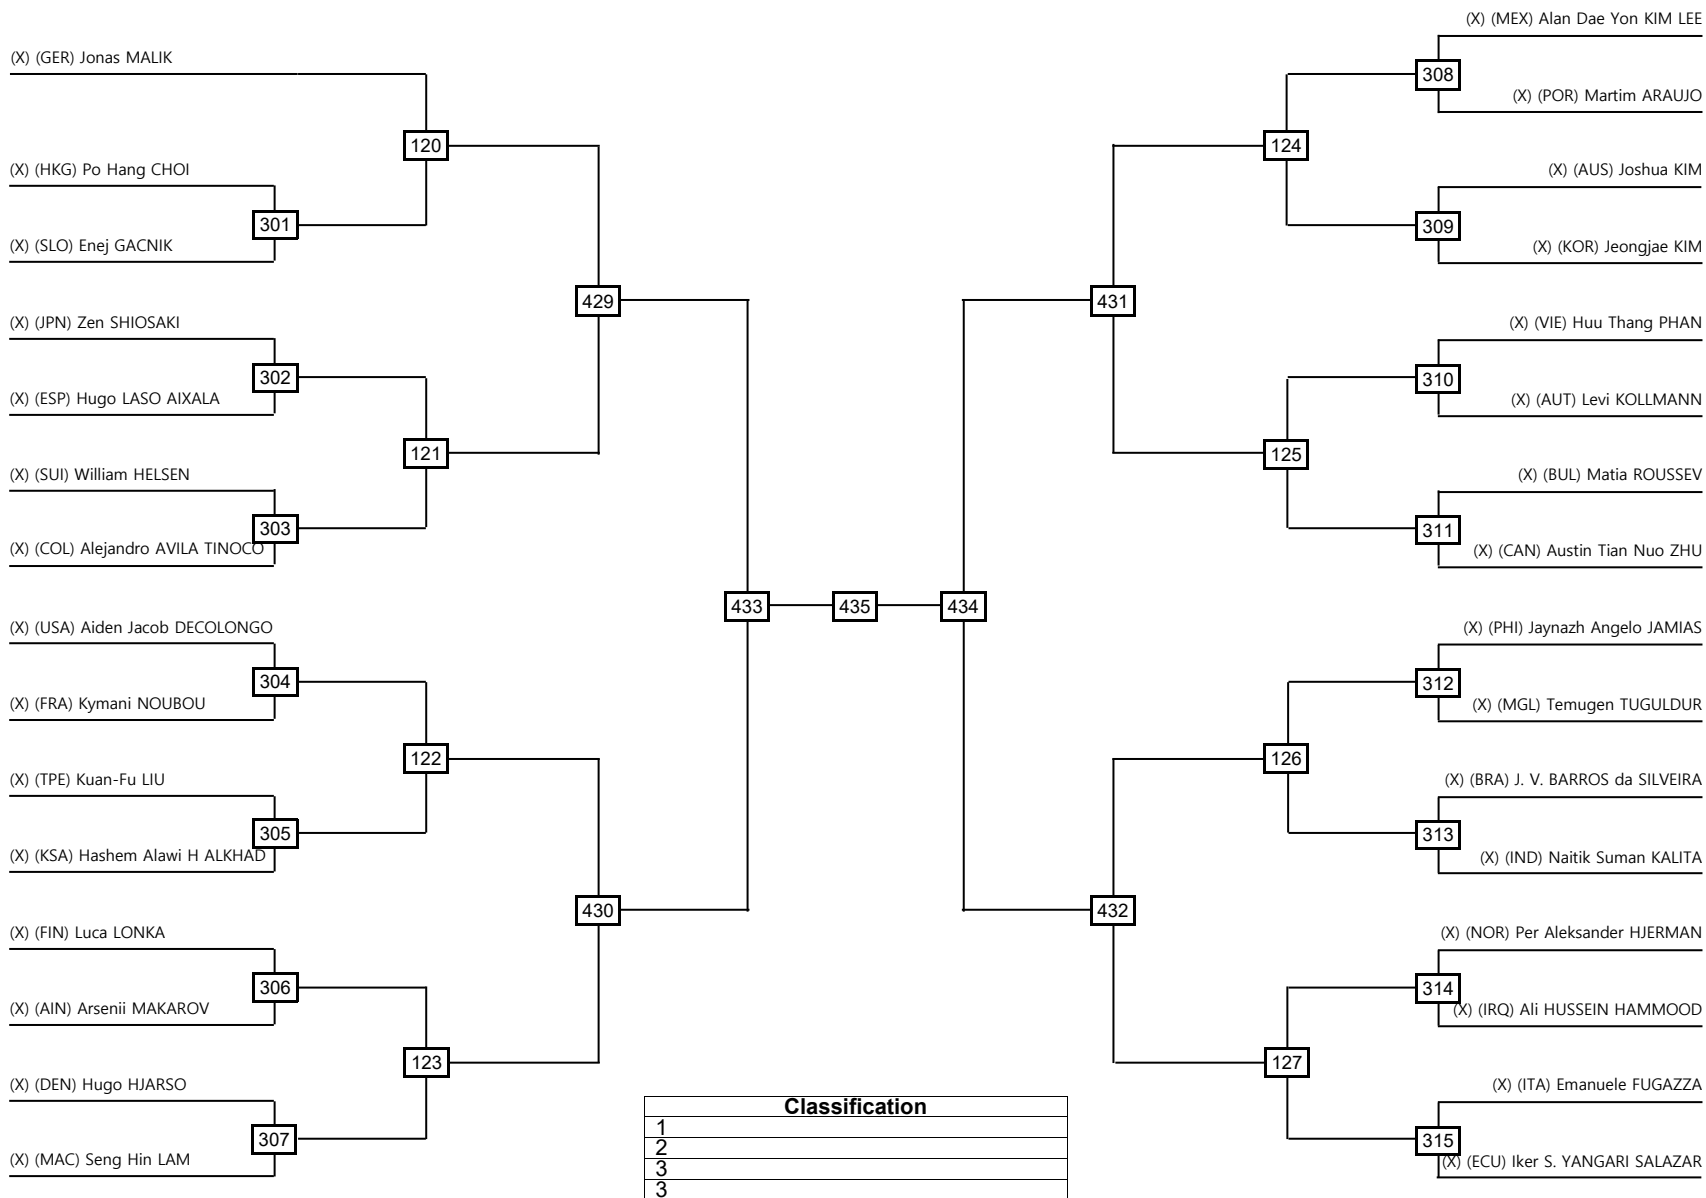 (X) (GER) Jonas MALIK
(X) (HKG) Po Hang CHOI
(X) (SLO) Enej GACNIK
(X) (JPN) Zen SHIOSAKI
(X) (ESP) Hugo LASO AIXALA
(X) (SUI) William HELSEN
(X) (COL) Alejandro AVILA TINOCO
(X) (USA) Aiden Jacob DECOLONGO
(X) (FRA) Kymani NOUBOU
(X) (TPE) Kuan-Fu LIU
(X) (KSA) Hashem Alawi H ALKHAD
(X) (FIN) Luca LONKA
(X) (AIN) Arsenii MAKAROV
(X) (DEN) Hugo HJARSO
(X) (MAC) Seng Hin LAM
301
302
303
304
305
306
307
120
121
122
123
429
430
433
435
434
431
432
124
125
126
127
308
309
310
311
312
313
314
315
(X) (MEX) Alan Dae Yon KIM LEE
(X) (POR) Martim ARAUJO
(X) (AUS) Joshua KIM
(X) (KOR) Jeongjae KIM
(X) (VIE) Huu Thang PHAN
(X) (AUT) Levi KOLLMANN
(X) (BUL) Matia ROUSSEV
(X) (CAN) Austin Tian Nuo ZHU
(X) (PHI) Jaynazh Angelo JAMIAS
(X) (MGL) Temugen TUGULDUR
(X) (BRA) J. V. BARROS da SILVEIRA
(X) (IND) Naitik Suman KALITA
(X) (NOR) Per Aleksander HJERMAN
(X) (IRQ) Ali HUSSEIN HAMMOOD
(X) (ITA) Emanuele FUGAZZA
(X) (ECU) Iker S. YANGARI SALAZAR
Classification
1
2
3
3